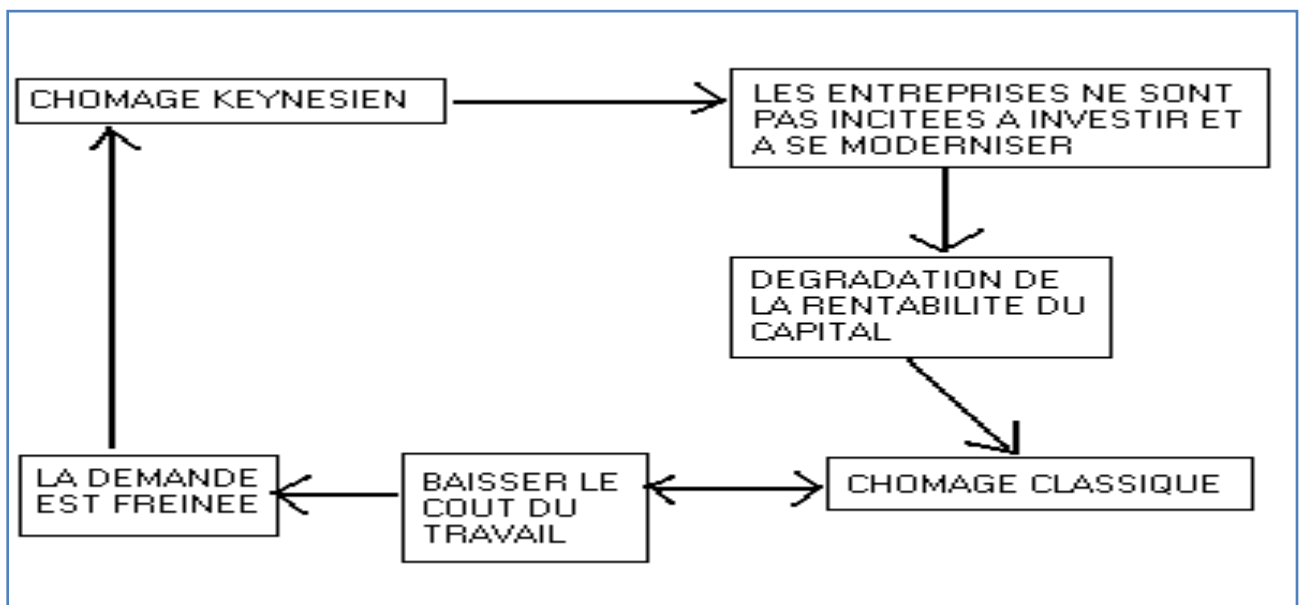 CHOMAGE KEYNESIEN
LES ENTREPRISES NE SONT
PAS INCITEES A INVESTIR ET
A SE MODERNISER
DEGRADATION DE
LA RENTABILITE DU
CAPITAL
CHOMAGE CLASSIQUE
BAISSER LE
COUT DU
TRAVAIL
LA DEMANDE
EST FREINEE